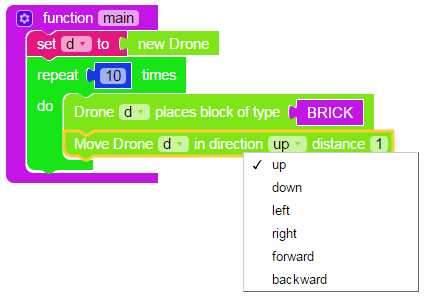 function main
set d to new Drone
repeat 10 times
do
Drone d places block of type BRICK
Move Drone d in direction up distance 1
✓ up
down
left
right
forward
backward